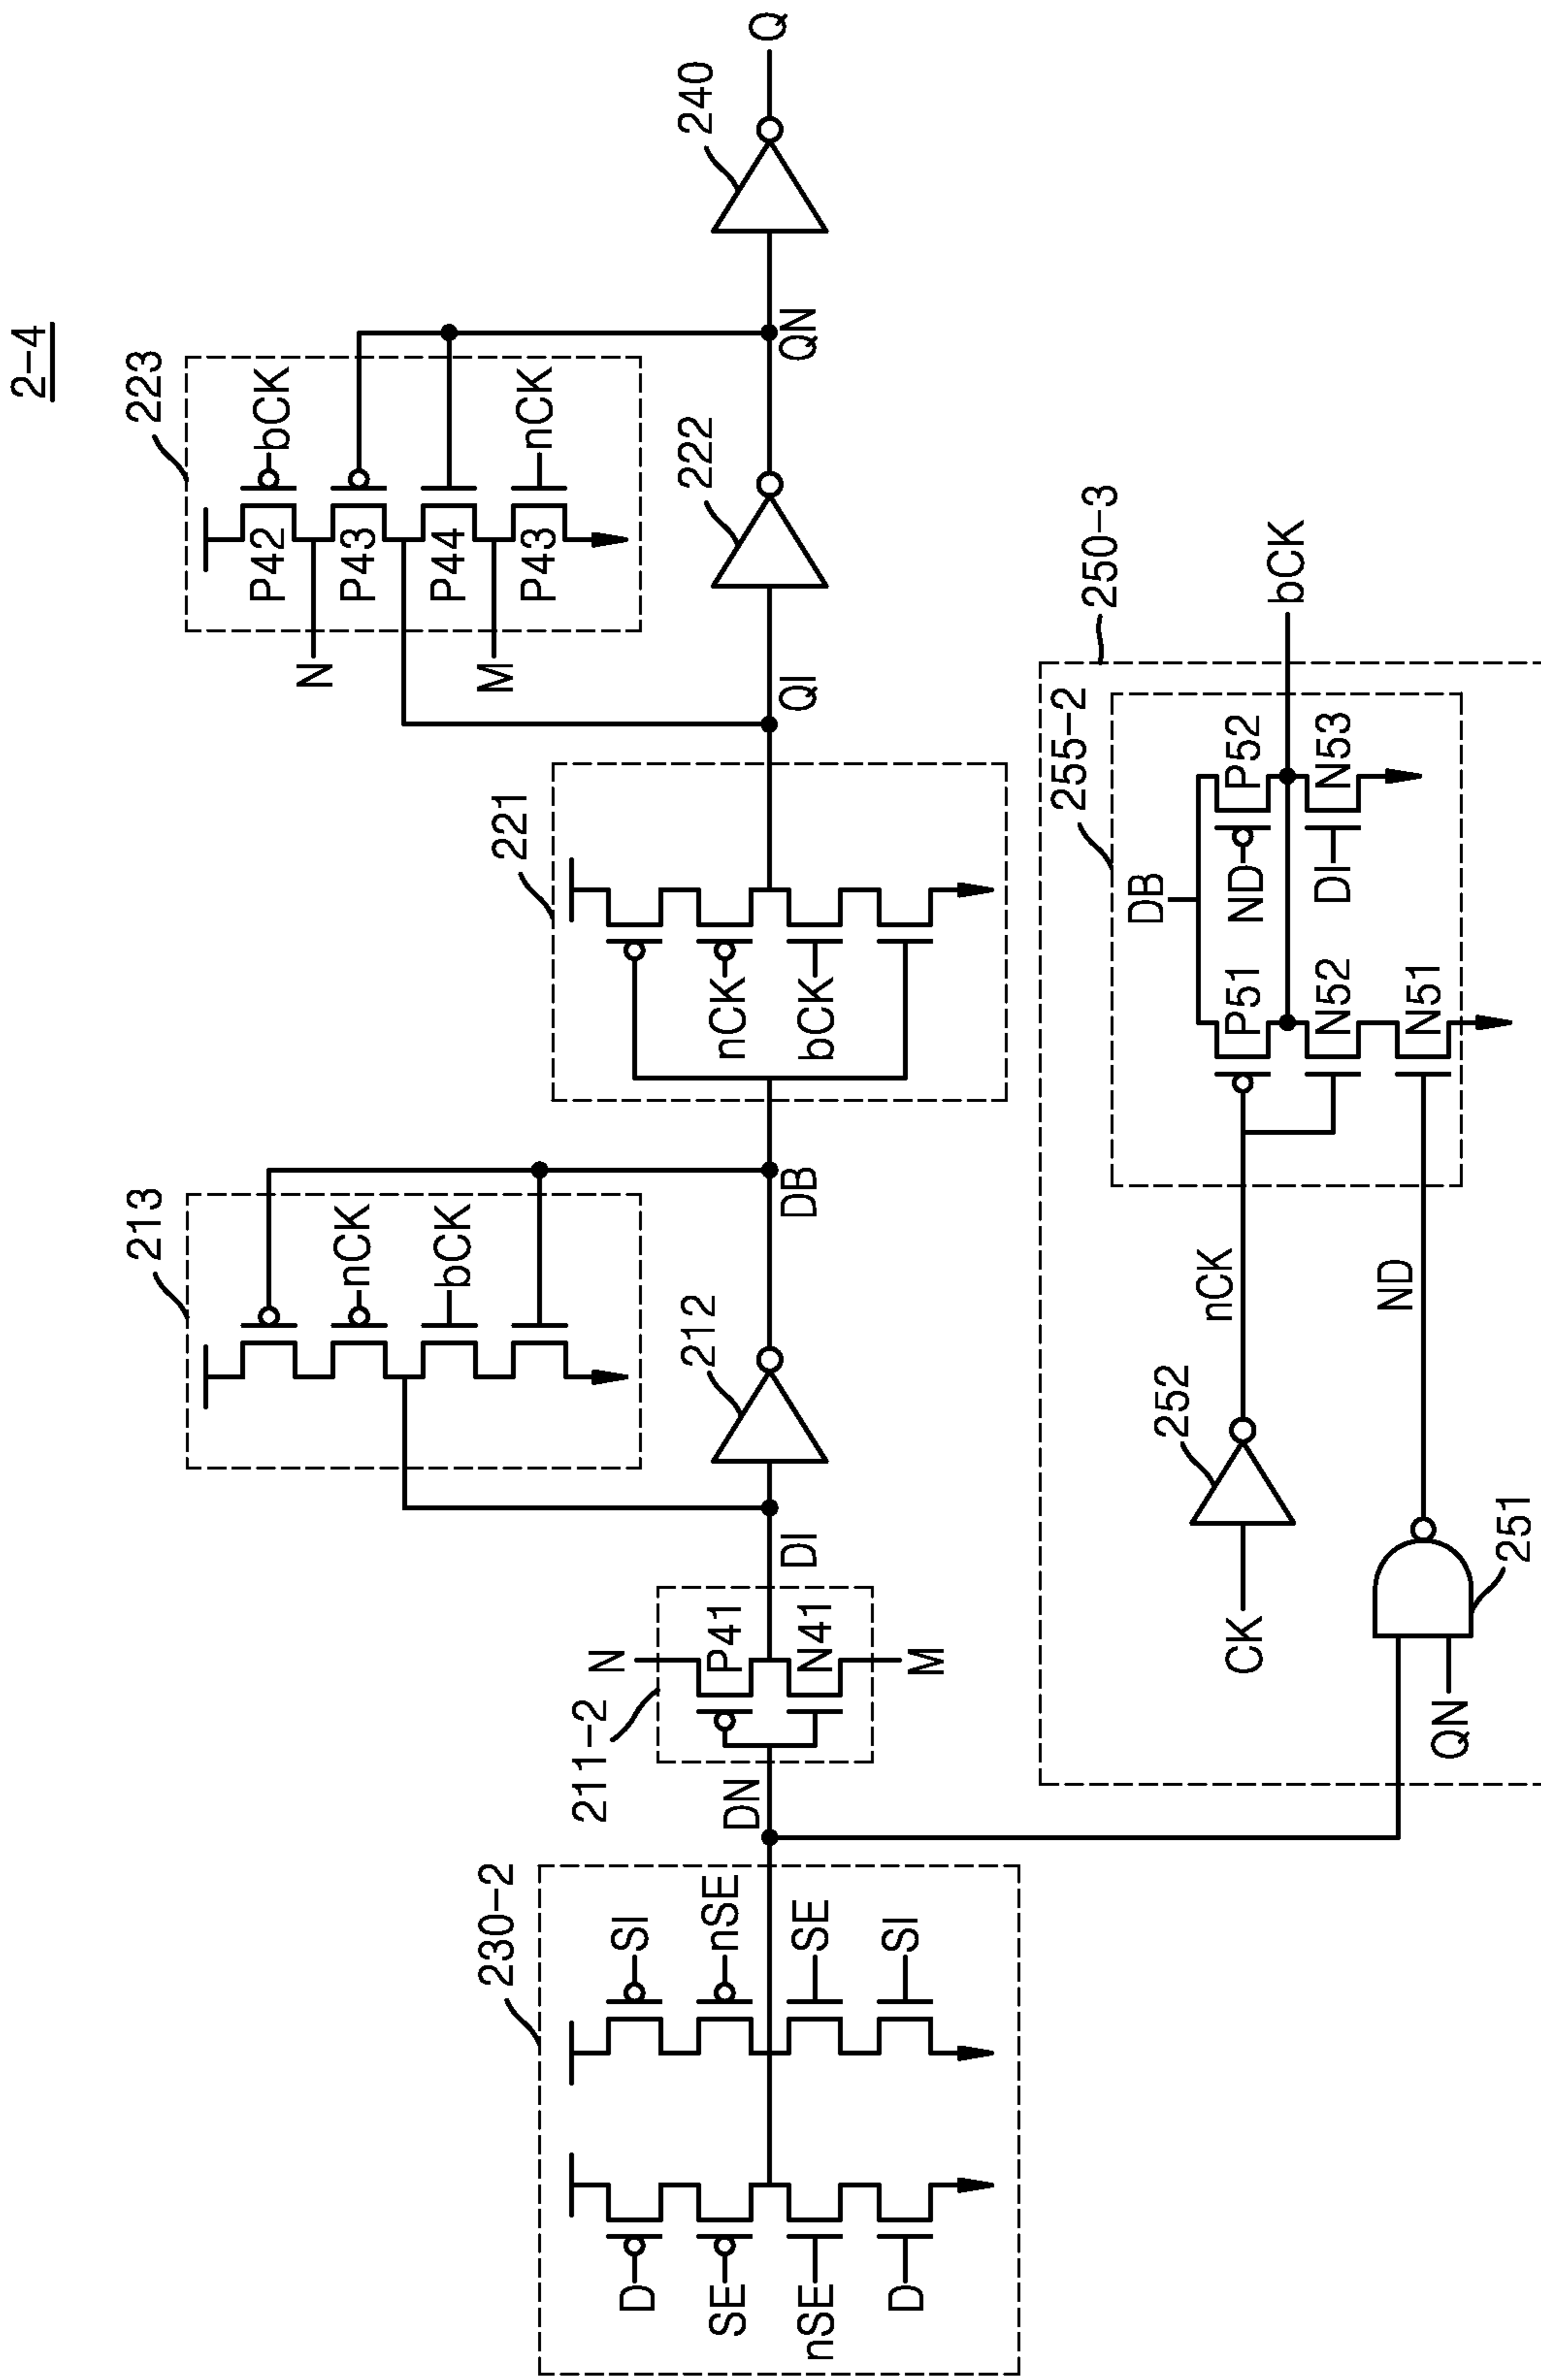 2-4
230-2
D
SE
nSE
D
SI
nSE
SE
SI
DN
211-2
N
P41
N41
M
DI
213
nCK
bCK
212
DB
221
nCK
bCK
QI
223
P42
bCK
N
P43
P44
M
P43
nCK
222
QN
240
Q
250-3
CK
252
nCK
QN
251
ND
255-2
DB
P51
ND
P52
N52
DI
N53
N51
bCK